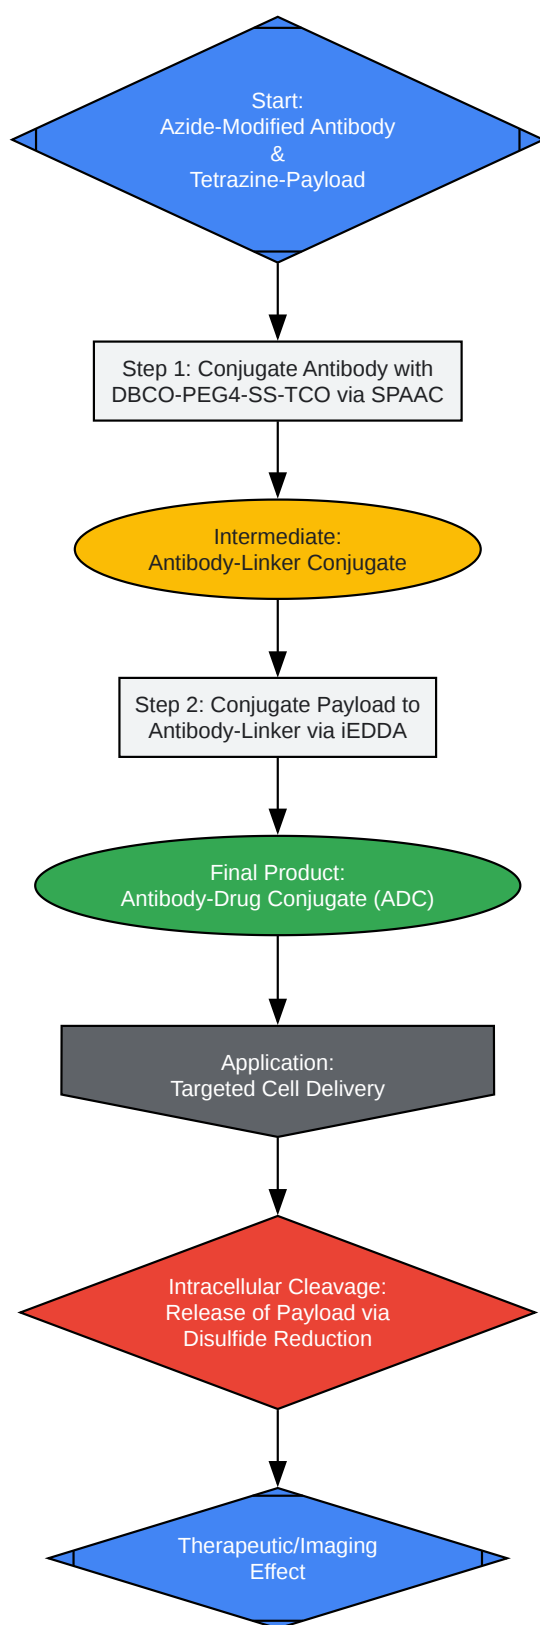 Start:
Azide-Modified Antibody
&
Tetrazine-Payload
Step 1: Conjugate Antibody with
DBCO-PEG4-SS-TCO via SPAAC
Intermediate:
Antibody-Linker Conjugate
Step 2: Conjugate Payload to
Antibody-Linker via iEDDA
Final Product:
Antibody-Drug Conjugate (ADC)
Application:
Targeted Cell Delivery
Intracellular Cleavage:
Release of Payload via
Disulfide Reduction
Therapeutic/Imaging
Effect